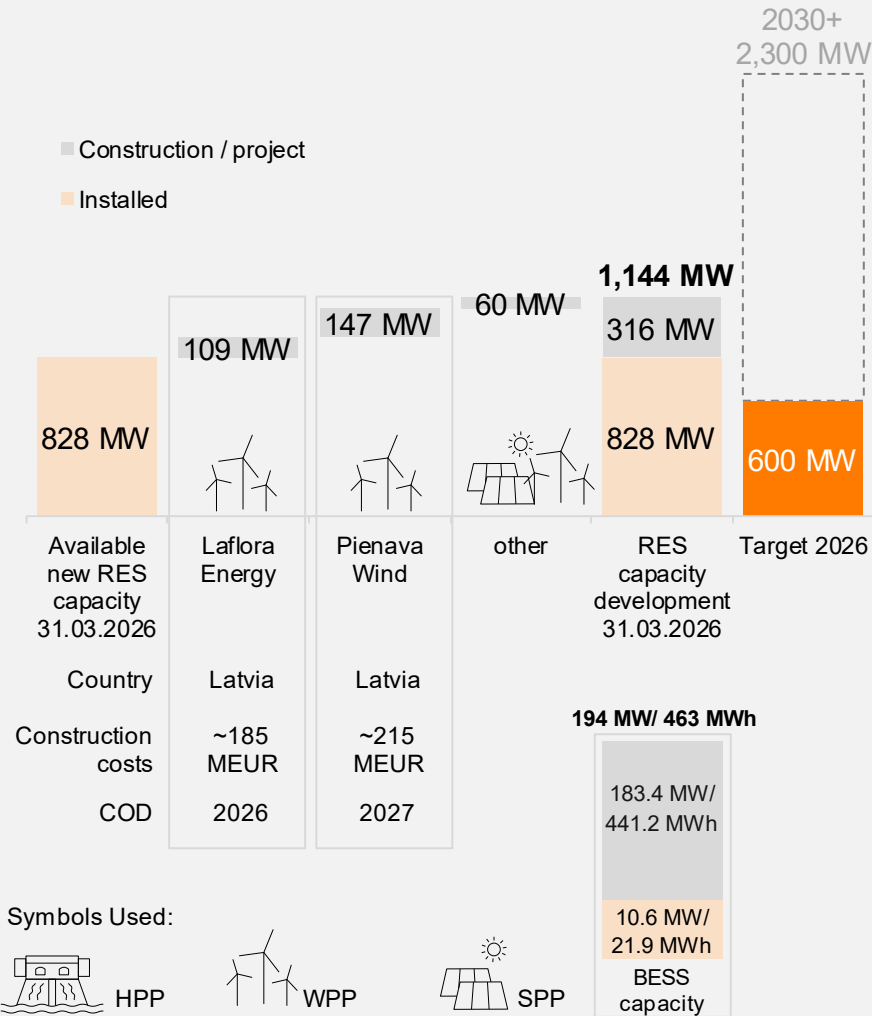 2030+
2,300 MW
Construction / project
Installed
1,144 MW
60 MW
147 MW
316 MW
109 MW
828 MW
828 MW
600 MW
Available
new RES
capacity
31.03.2026
Laflora
Energy
Pienava
Wind
other
RES
capacity
development
31.03.2026
Target 2026
Country
Latvia
Latvia
Construction
costs
~185
MEUR
~215
MEUR
COD
2026
2027
194 MW/ 463 MWh
183.4 MW/
441.2 MWh
10.6 MW/
21.9 MWh
BESS
capacity
Symbols Used:
HPP
WPP
SPP